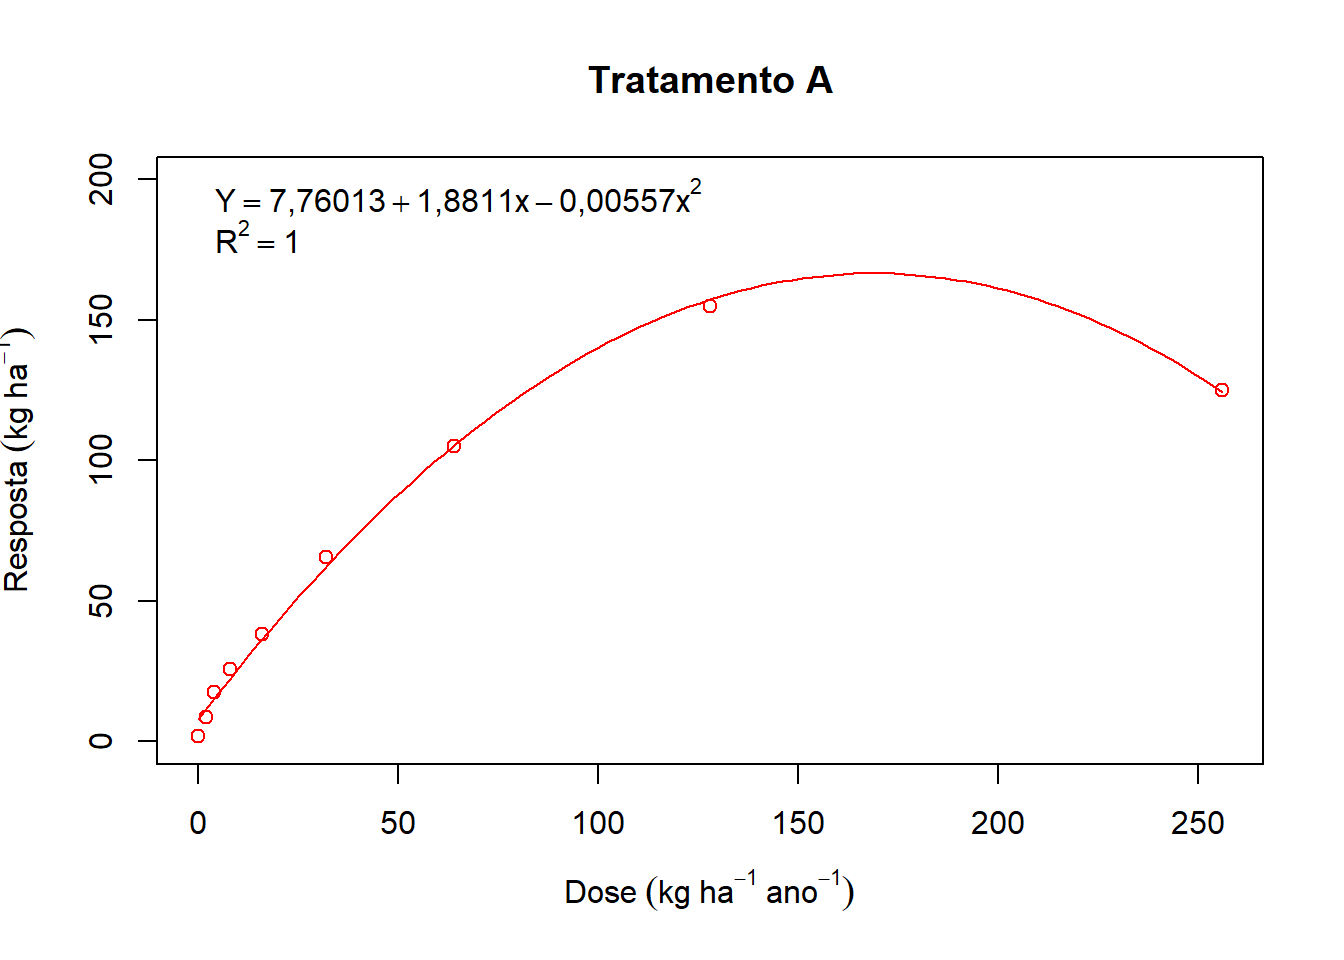 Tratamento A
Y = 7,76013 + 1,8811x − 0,00557x²
R² = 1
200
150
100
50
0
Resposta (kg ha⁻¹)
0 50 100 150 200 250
Dose (kg ha⁻¹ ano⁻¹)